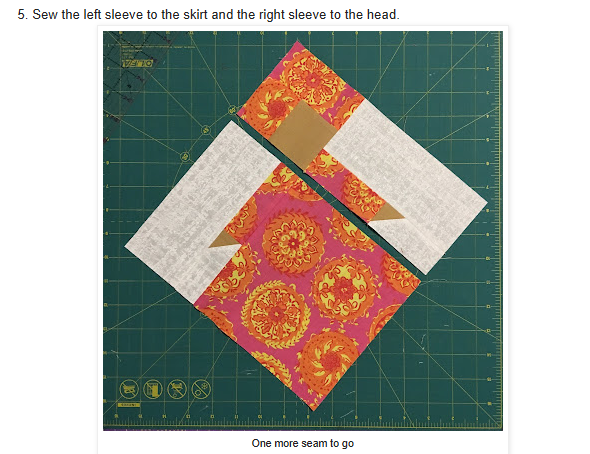 5. Sew the left sleeve to the skirt and the right sleeve to the head.
OLFA
One more seam to go